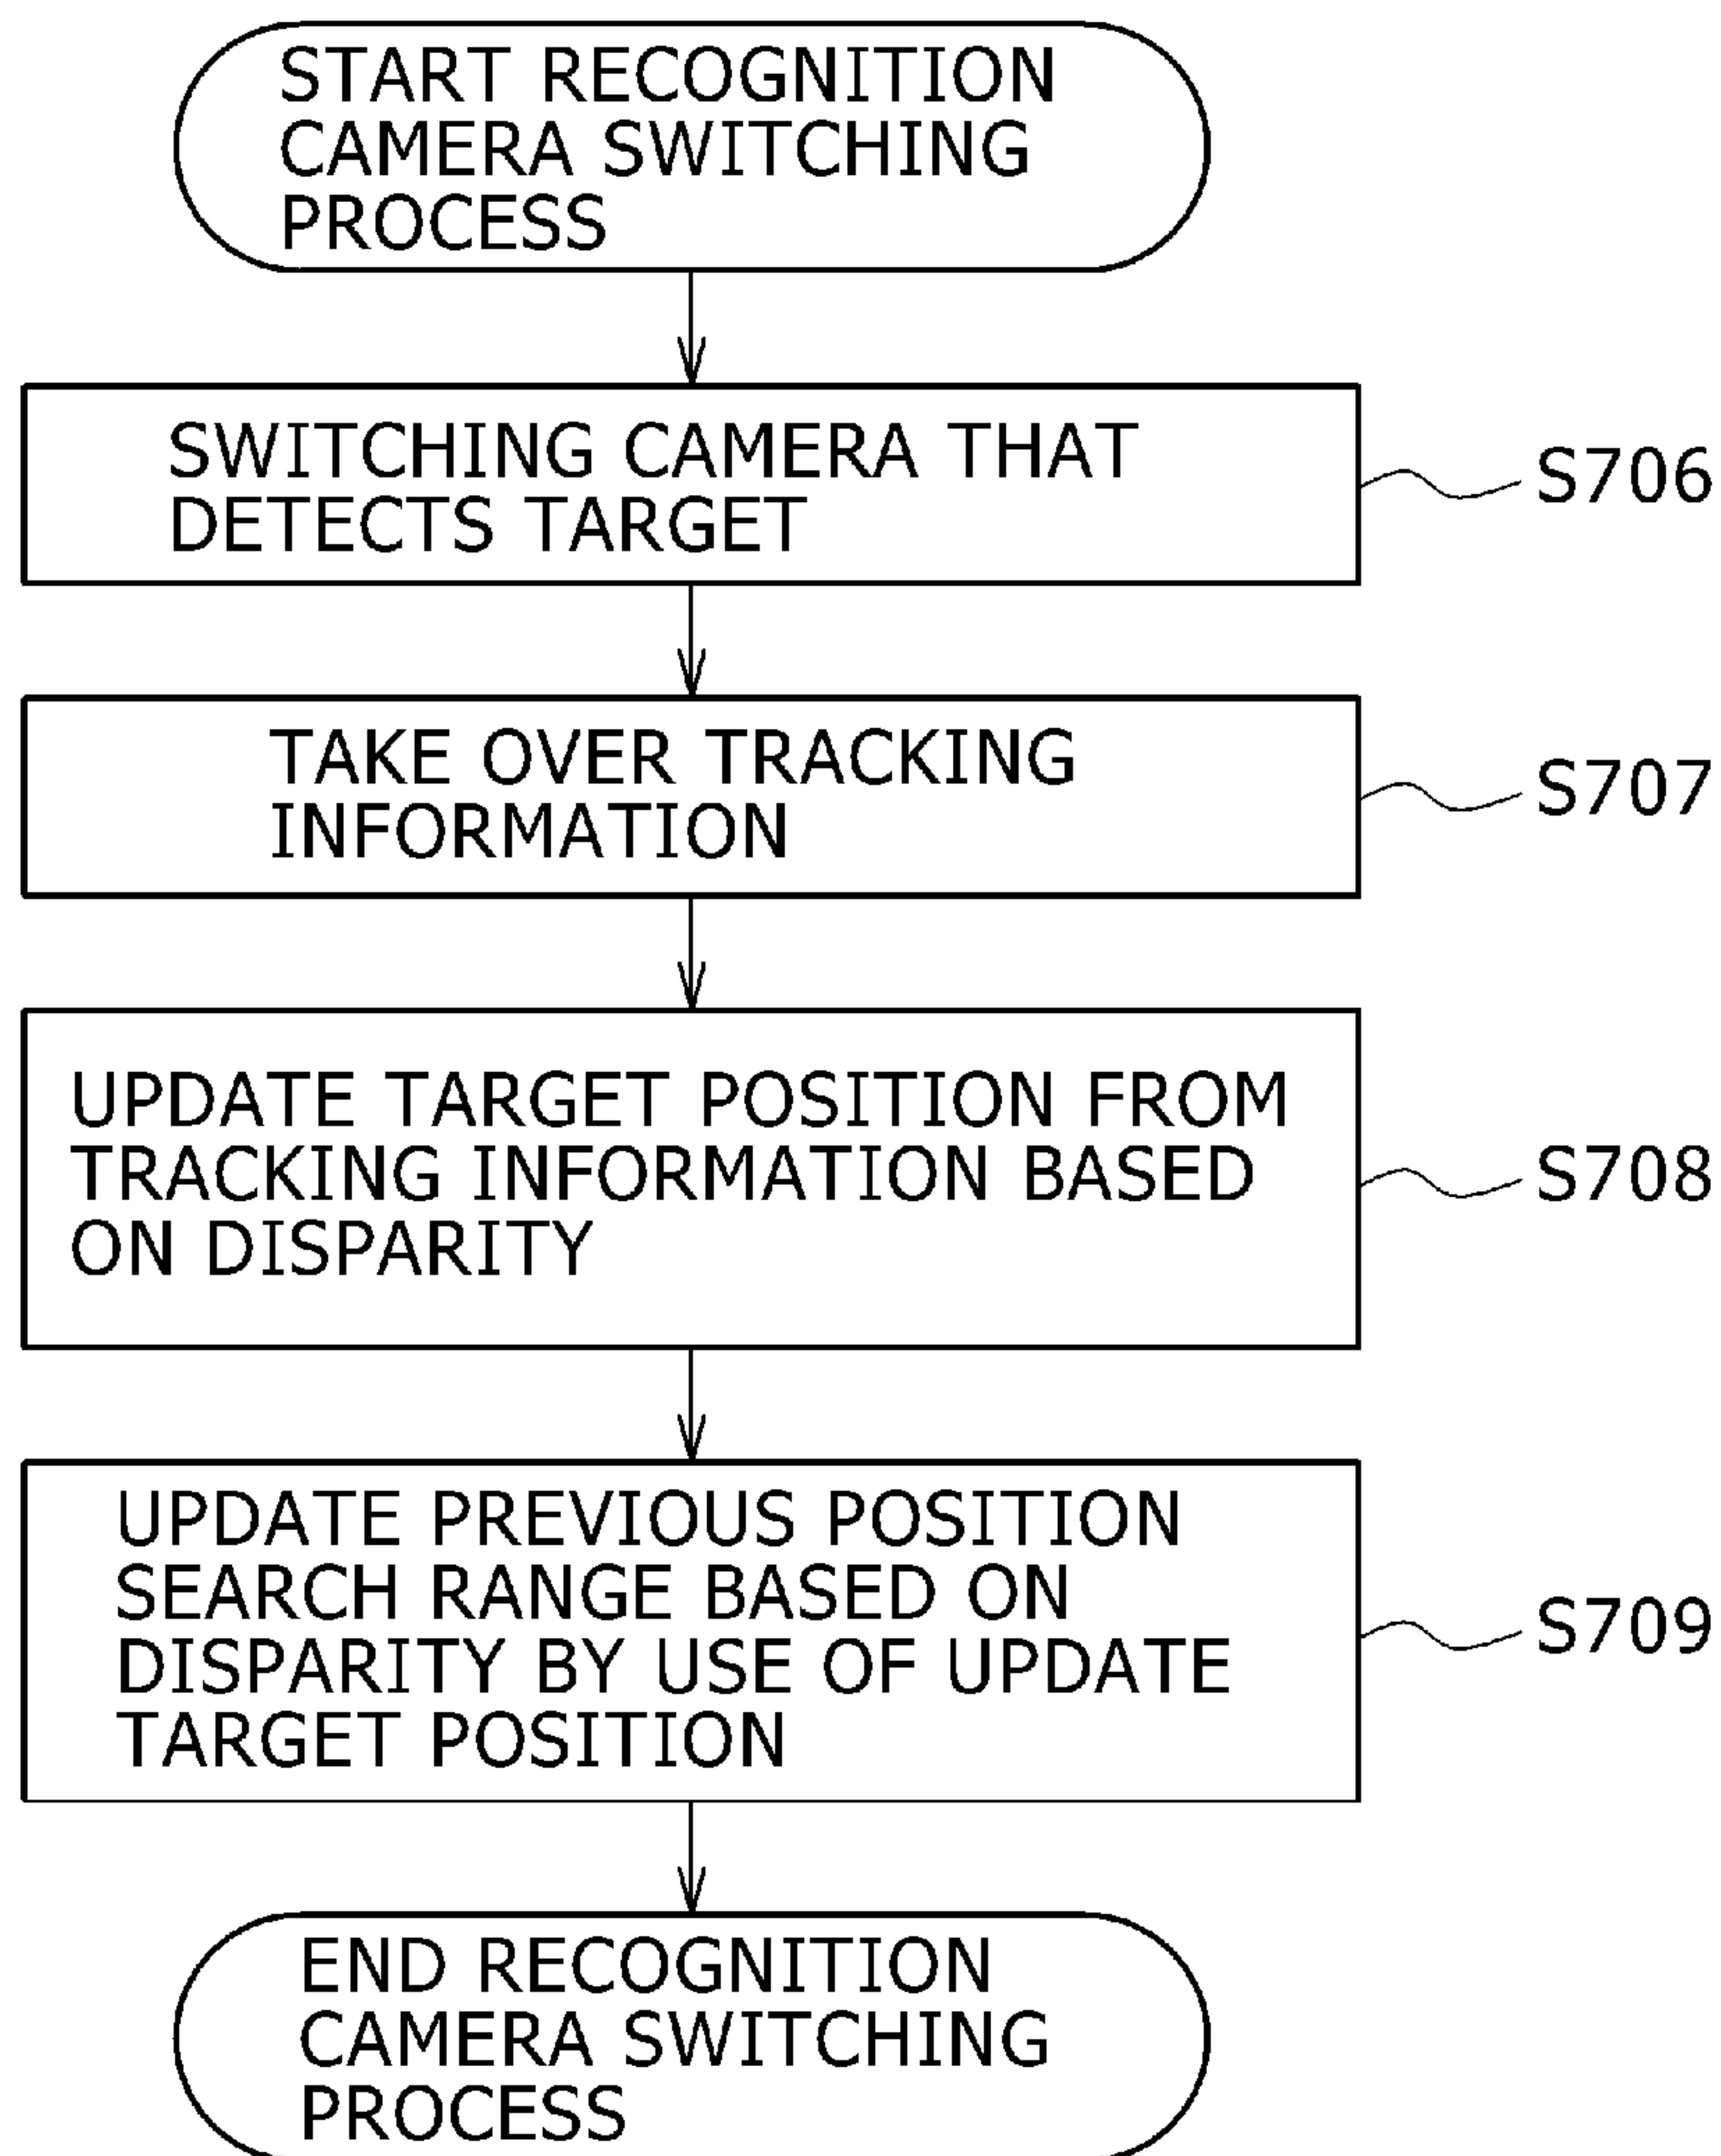 START RECOGNITION
CAMERA SWITCHING
PROCESS
SWITCHING CAMERA THAT
DETECTS TARGET
S706
TAKE OVER TRACKING
INFORMATION
S707
UPDATE TARGET POSITION FROM
TRACKING INFORMATION BASED
ON DISPARITY
S708
UPDATE PREVIOUS POSITION
SEARCH RANGE BASED ON
DISPARITY BY USE OF UPDATE
TARGET POSITION
S709
END RECOGNITION
CAMERA SWITCHING
PROCESS